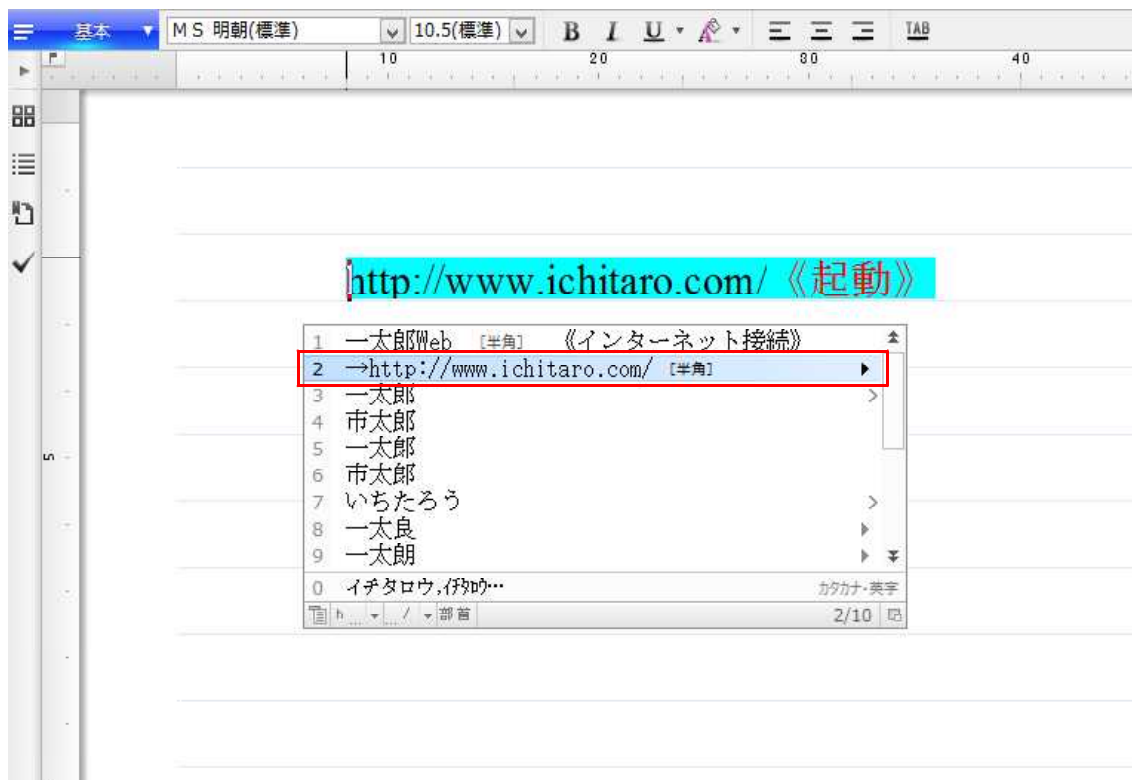 基本 MS 明朝(標準) 10.5(標準) B I U TAB
10 20 30 40
http://www.ichitaro.com/《起動》
1 一太郎Web [半角] 《インターネット接続》
2 →http://www.ichitaro.com/ [半角]
3 一太郎
4 市太郎
5 一太郎
6 市太郎
7 いちたろう
8 一太良
9 一太朗
0 イチタロウ,ｲﾁﾀﾛｳ… カタカナ・英字
h … … / 部首 2/10
5